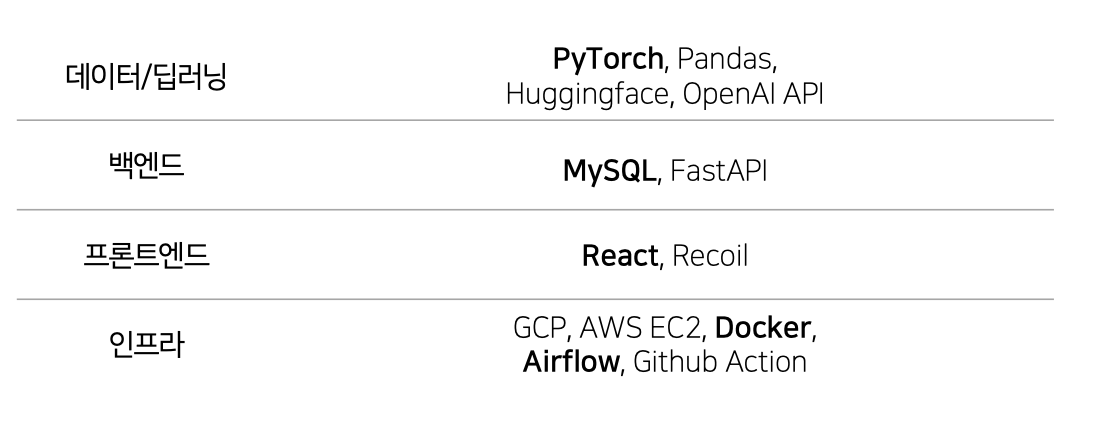 데이터/딥러닝
PyTorch, Pandas,
Huggingface, OpenAI API
백엔드
MySQL, FastAPI
프론트엔드
React, Recoil
인프라
GCP, AWS EC2, Docker,
Airflow, Github Action